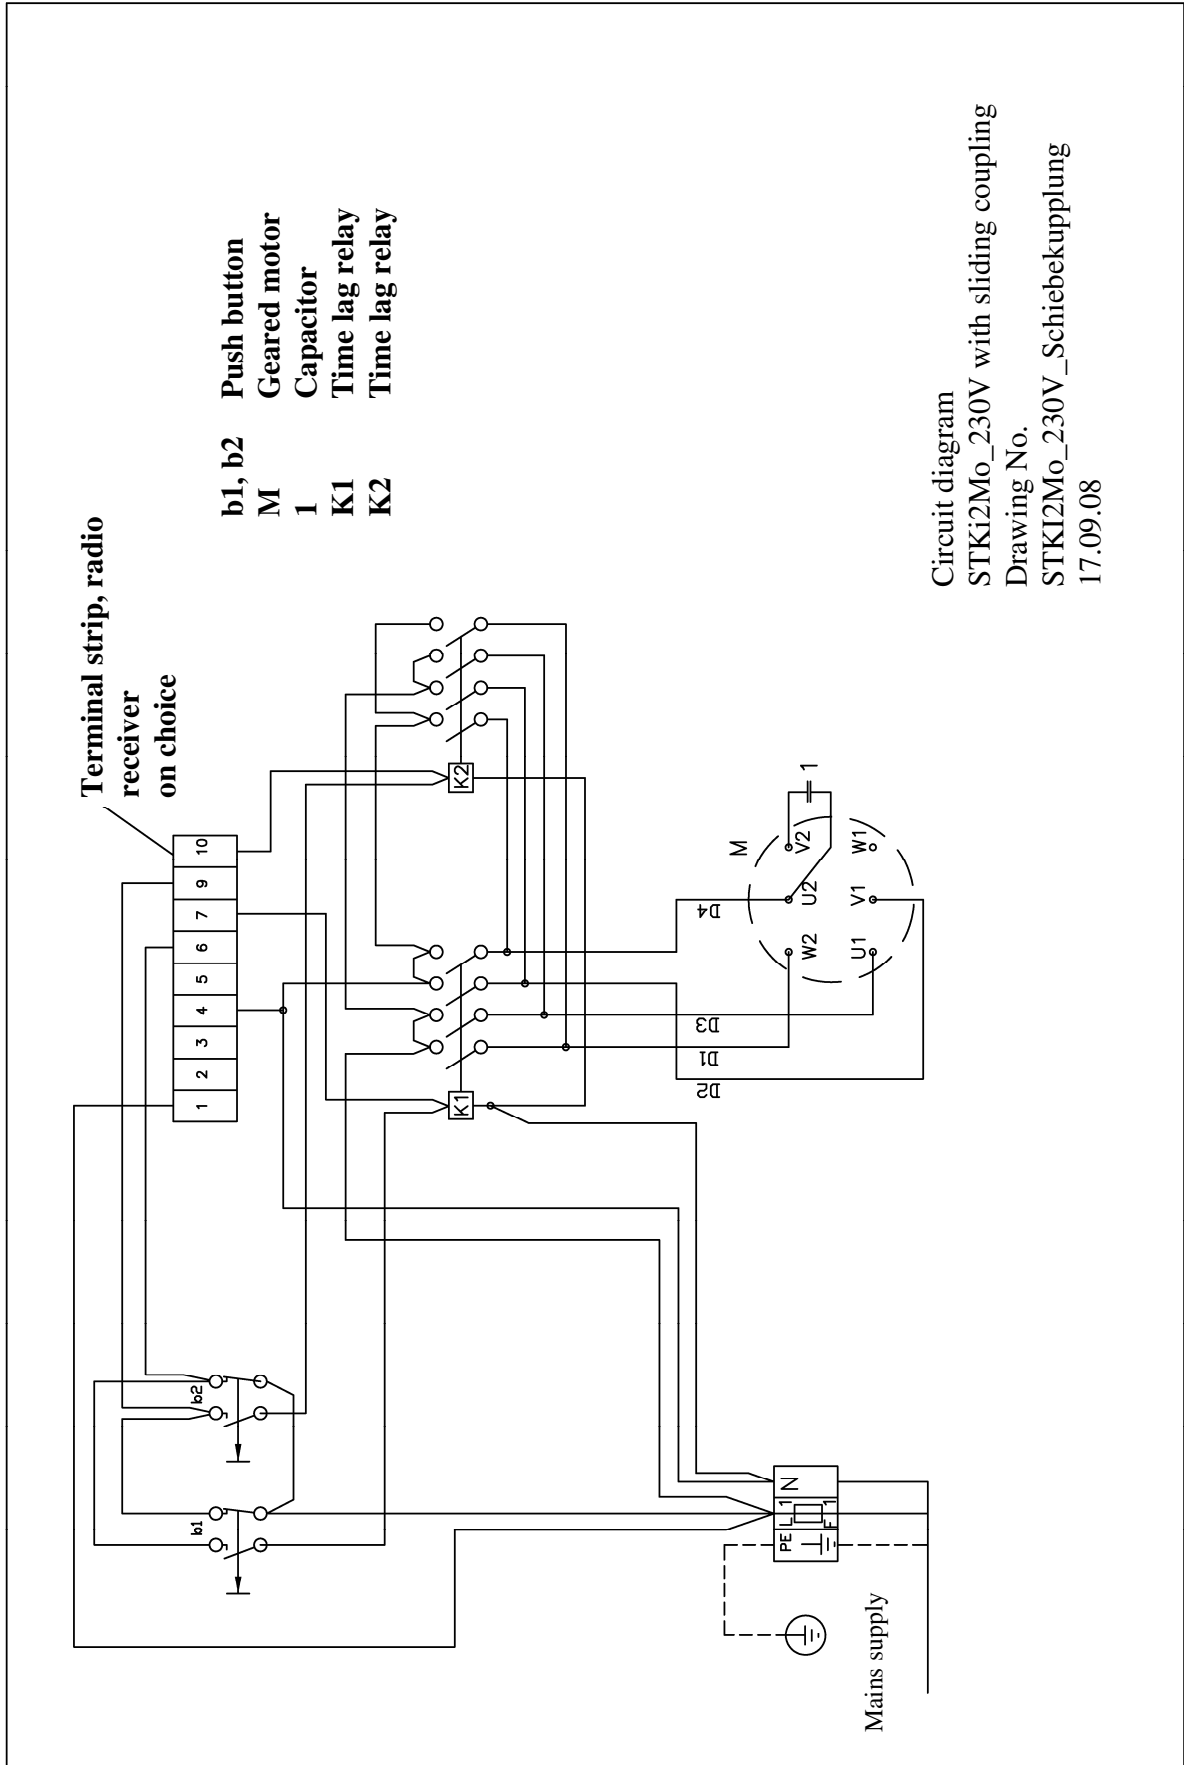 Terminal strip, radio
receiver
on choice
b1, b2 Push button
M Geared motor
1 Capacitor
K1 Time lag relay
K2 Time lag relay
1 2 3 4 5 6 7 9 10
b1
b2
K1
K2
D4
D3
D1
D2
M
1
W2 U2 V2
U1 V1 W1
PE L1 N
F1
Mains supply
Circuit diagram
STKi2Mo_230V with sliding coupling
Drawing No.
STKI2Mo_230V_Schiebekupplung
17.09.08